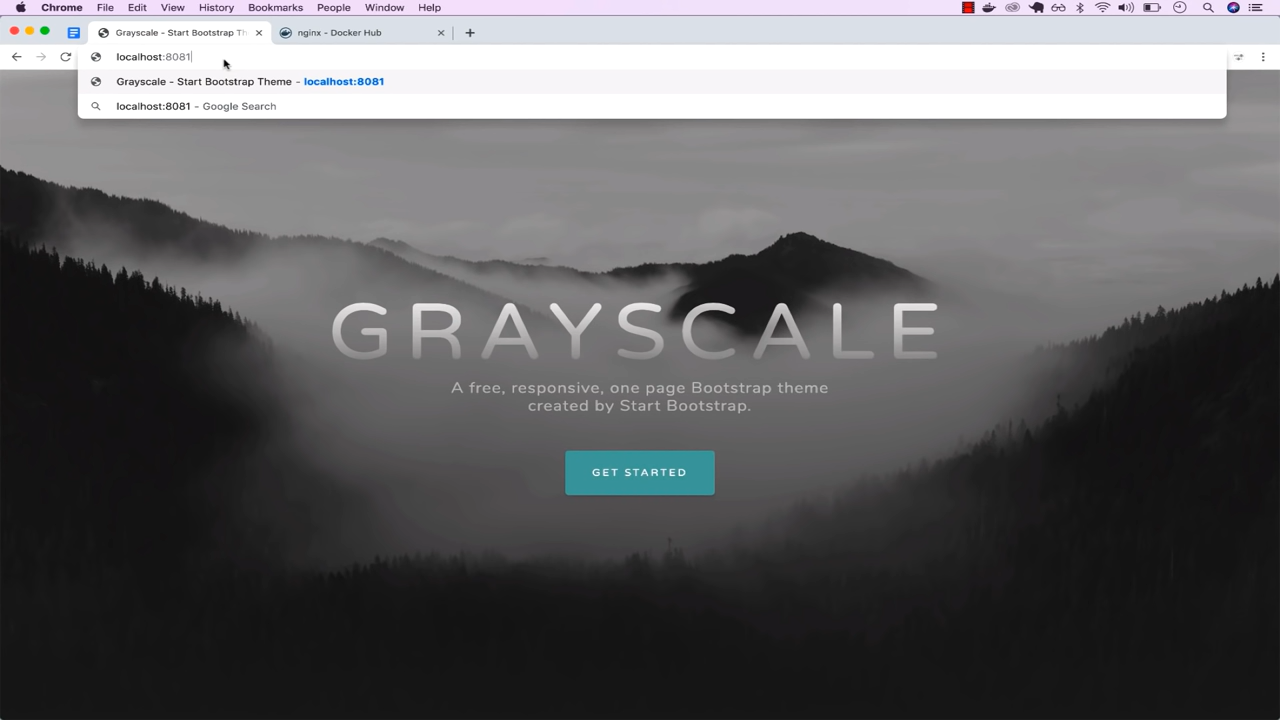 Chrome File Edit View History Bookmarks People Window Help
Grayscale - Start Bootstrap Th
nginx - Docker Hub
localhost:8081
Grayscale - Start Bootstrap Theme - localhost:8081
localhost:8081 - Google Search
GRAYSCALE
A free, responsive, one page Bootstrap theme
created by Start Bootstrap.
GET STARTED